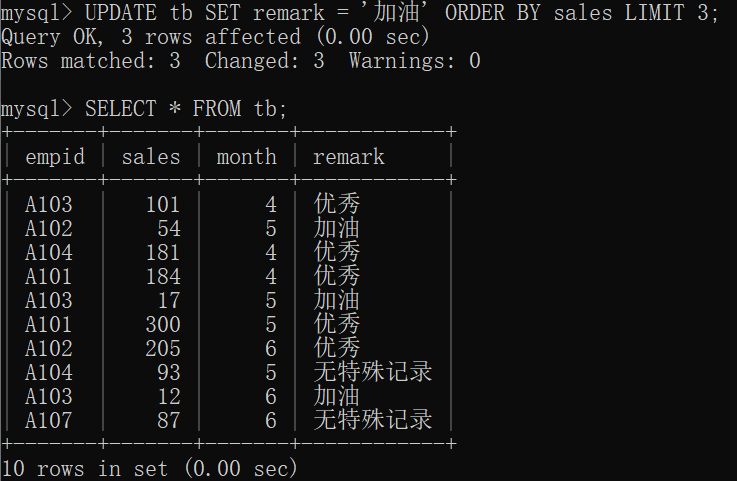 mysql> UPDATE tb SET remark = '加油' ORDER BY sales LIMIT 3;
Query OK, 3 rows affected (0.00 sec)
Rows matched: 3  Changed: 3  Warnings: 0

mysql> SELECT * FROM tb;
+-------+-------+-------+------------+
| empid | sales | month | remark     |
+-------+-------+-------+------------+
| A103  |   101 |     4 | 优秀       |
| A102  |    54 |     5 | 加油       |
| A104  |   181 |     4 | 优秀       |
| A101  |   184 |     4 | 优秀       |
| A103  |    17 |     5 | 加油       |
| A101  |   300 |     5 | 优秀       |
| A102  |   205 |     6 | 优秀       |
| A104  |    93 |     5 | 无特殊记录 |
| A103  |    12 |     6 | 加油       |
| A107  |    87 |     6 | 无特殊记录 |
+-------+-------+-------+------------+
10 rows in set (0.00 sec)